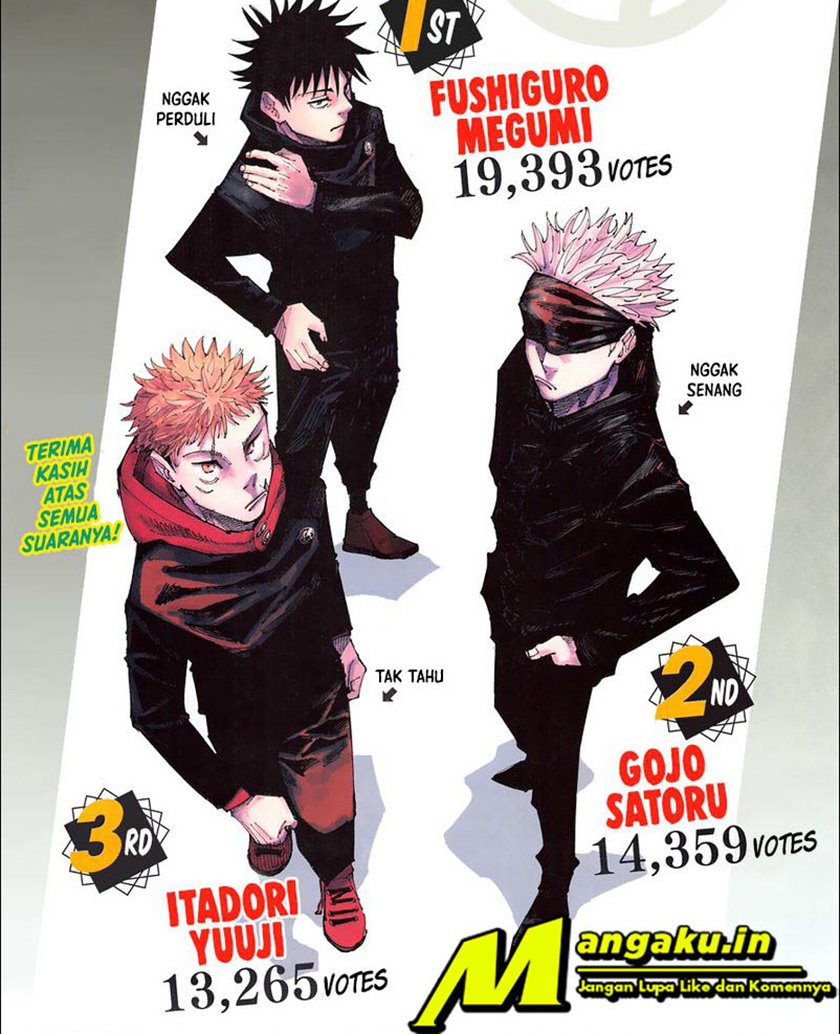 1ST
FUSHIGURO
MEGUMI
19,393 VOTES
NGGAK
PERDULI
NGGAK
SENANG
TERIMA
KASIH
ATAS
SEMUA
SUARANYA!
TAK TAHU
2ND
GOJO
SATORU
14,359 VOTES
3RD
ITADORI
YUUJI
13,265 VOTES
Mangaku.in
Jangan Lupa Like dan Komennya